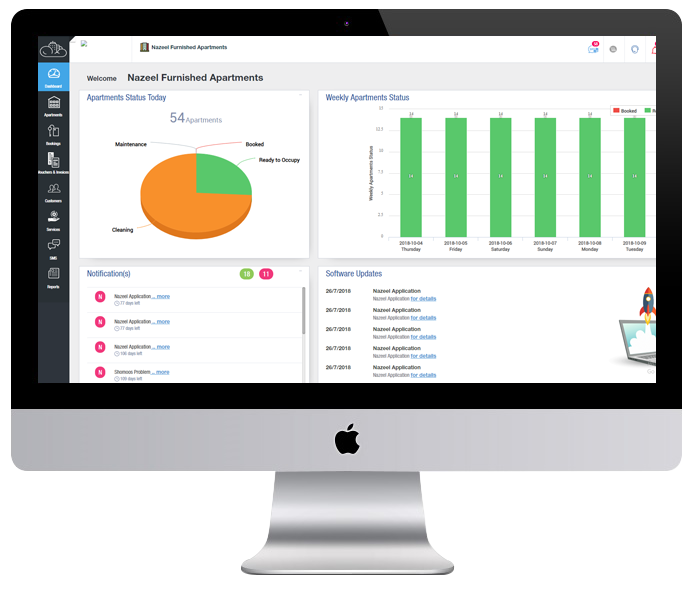 Nazeel Furnished Apartments
Dashboard
Apartments
Bookings
Vouchers & Invoices
Customers
Services
SMS
Reports
Welcome Nazeel Furnished Apartments
Apartments Status Today
54 Apartments
Maintenance
Booked
Ready to Occupy
Cleaning
Weekly Apartments Status
Booked
Weekly Apartments Status
15
12.5
10
7.5
5
2.5
0
14 14 14 14 14
14 14 14 14 14 14
2018-10-04 2018-10-05 2018-10-06 2018-10-07 2018-10-08 2018-10-09
Thursday Friday Saturday Sunday Monday Tuesday
Notification(s)
18 11
N Nazeel Application... more
77 days left
N Nazeel Application... more
77 days left
N Nazeel Application... more
106 days left
N Shomoos Problem... more
109 days left
Software Updates
26/7/2018 Nazeel Application
Nazeel Application for details
26/7/2018 Nazeel Application
Nazeel Application for details
26/7/2018 Nazeel Application
Nazeel Application for details
26/7/2018 Nazeel Application
Nazeel Application for details
26/7/2018 Nazeel Application
Nazeel Application for details